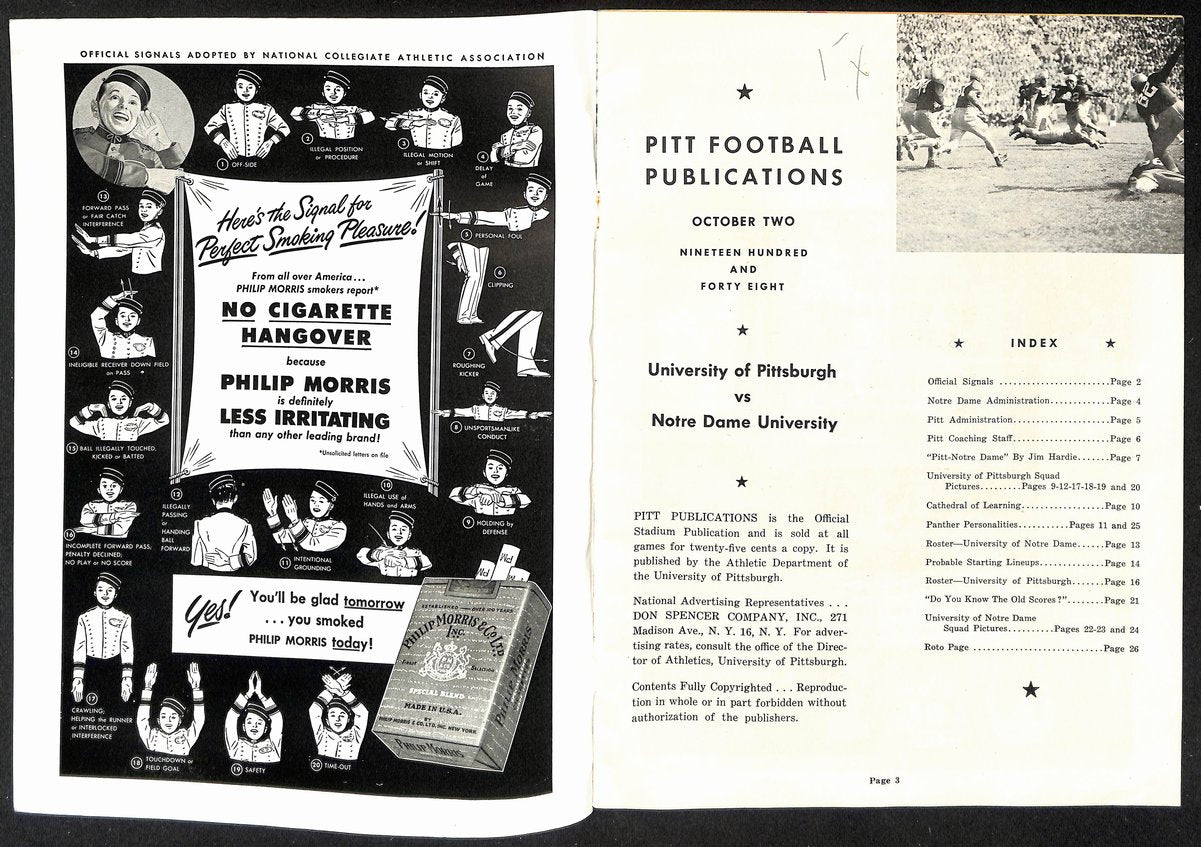 OFFICIAL SIGNALS ADOPTED BY NATIONAL COLLEGIATE ATHLETIC ASSOCIATION
1 OFF-SIDE
2 ILLEGAL POSITION
or PROCEDURE
3 ILLEGAL MOTION
or SHIFT
4 DELAY
of
GAME
13
FORWARD PASS
or FAIR CATCH
INTERFERENCE
5 PERSONAL FOUL
6
CLIPPING
14
INELIGIBLE RECEIVER DOWN FIELD
on PASS
7
ROUGHING
KICKER
15 BALL ILLEGALLY TOUCHED,
KICKED or BATTED
8 UNSPORTSMANLIKE
CONDUCT
Here's the Signal for
Perfect Smoking Pleasure!
From all over America...
PHILIP MORRIS smokers report*
NO CIGARETTE
HANGOVER
because
PHILIP MORRIS
is definitely
LESS IRRITATING
than any other leading brand!
*Unsolicited letters on file
16
INCOMPLETE FORWARD PASS,
PENALTY DECLINED,
NO PLAY or NO SCORE
12
ILLEGALLY
PASSING
or
HANDING
BALL
FORWARD
11 INTENTIONAL
GROUNDING
10
ILLEGAL USE of
HANDS and ARMS
9 HOLDING by
DEFENSE
Yes!
You'll be glad tomorrow
... you smoked
PHILIP MORRIS today!
PM
PM
ESTABLISHED OVER 100 YEARS
PHILIP MORRIS & CO. LTD.
INC.
SPECIAL BLEND
MADE IN U.S.A.
BY
PHILIP MORRIS & CO. LTD. INC. NEW YORK
PHILIP MORRIS
PHILIP MORRIS
17
CRAWLING,
HELPING the RUNNER
or INTERLOCKED
INTERFERENCE
18 TOUCHDOWN or
FIELD GOAL
19 SAFETY
20 TIME-OUT
PITT FOOTBALL
PUBLICATIONS
OCTOBER TWO
NINETEEN HUNDRED
AND
FORTY EIGHT
University of Pittsburgh
vs
Notre Dame University
PITT PUBLICATIONS is the Official
Stadium Publication and is sold at all
games for twenty-five cents a copy. It is
published by the Athletic Department of
the University of Pittsburgh.
National Advertising Representatives . . .
DON SPENCER COMPANY, INC., 271
Madison Ave., N. Y. 16, N. Y. For adver-
tising rates, consult the office of the Direc-
tor of Athletics, University of Pittsburgh.
Contents Fully Copyrighted . . . Reproduc-
tion in whole or in part forbidden without
authorization of the publishers.
INDEX
Official Signals .......................Page 2
Notre Dame Administration............Page 4
Pitt Administration....................Page 5
Pitt Coaching Staff....................Page 6
"Pitt-Notre Dame" By Jim Hardie.......Page 7
University of Pittsburgh Squad
Pictures.........Pages 9-12-17-18-19 and 20
Cathedral of Learning..................Page 10
Panther Personalities...........Pages 11 and 25
Roster—University of Notre Dame......Page 13
Probable Starting Lineups..............Page 14
Roster—University of Pittsburgh.......Page 16
"Do You Know The Old Scores?"........Page 21
University of Notre Dame
Squad Pictures..........Pages 22-23 and 24
Roto Page ...........................Page 26
Page 3